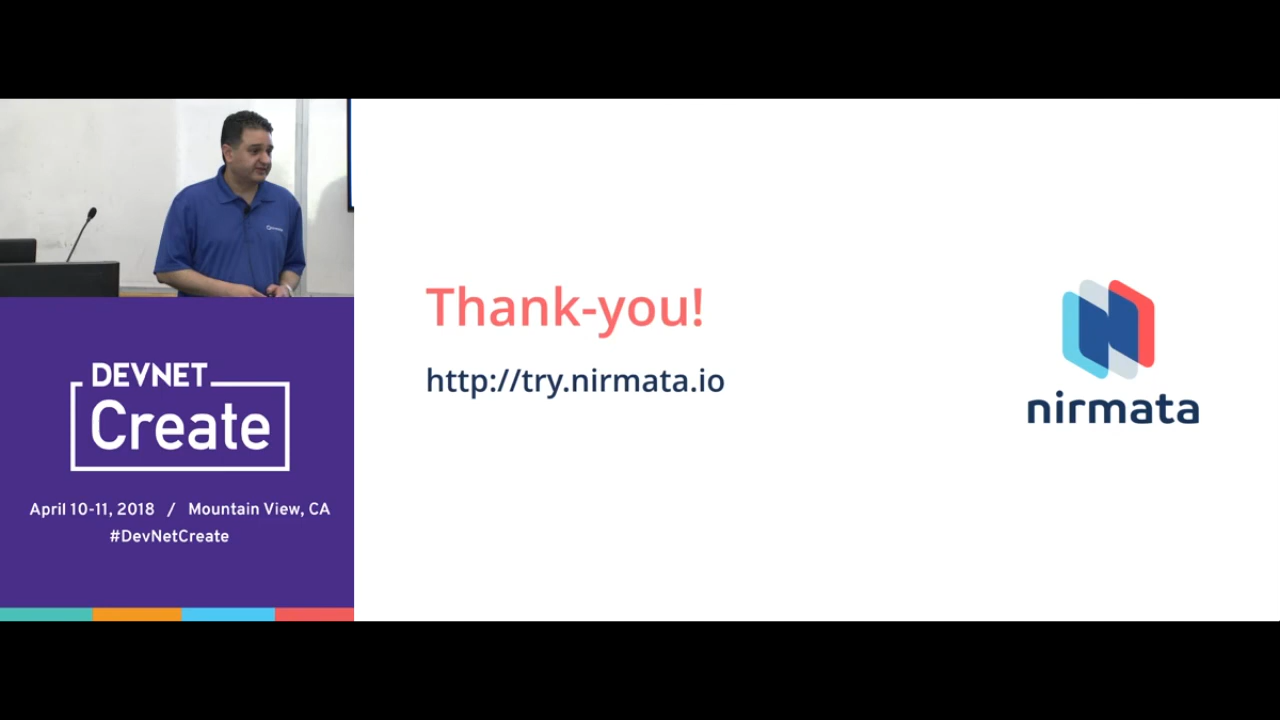 DEVNET
Create
April 10-11, 2018 / Mountain View, CA
#DevNetCreate
Thank-you!
http://try.nirmata.io
nirmata